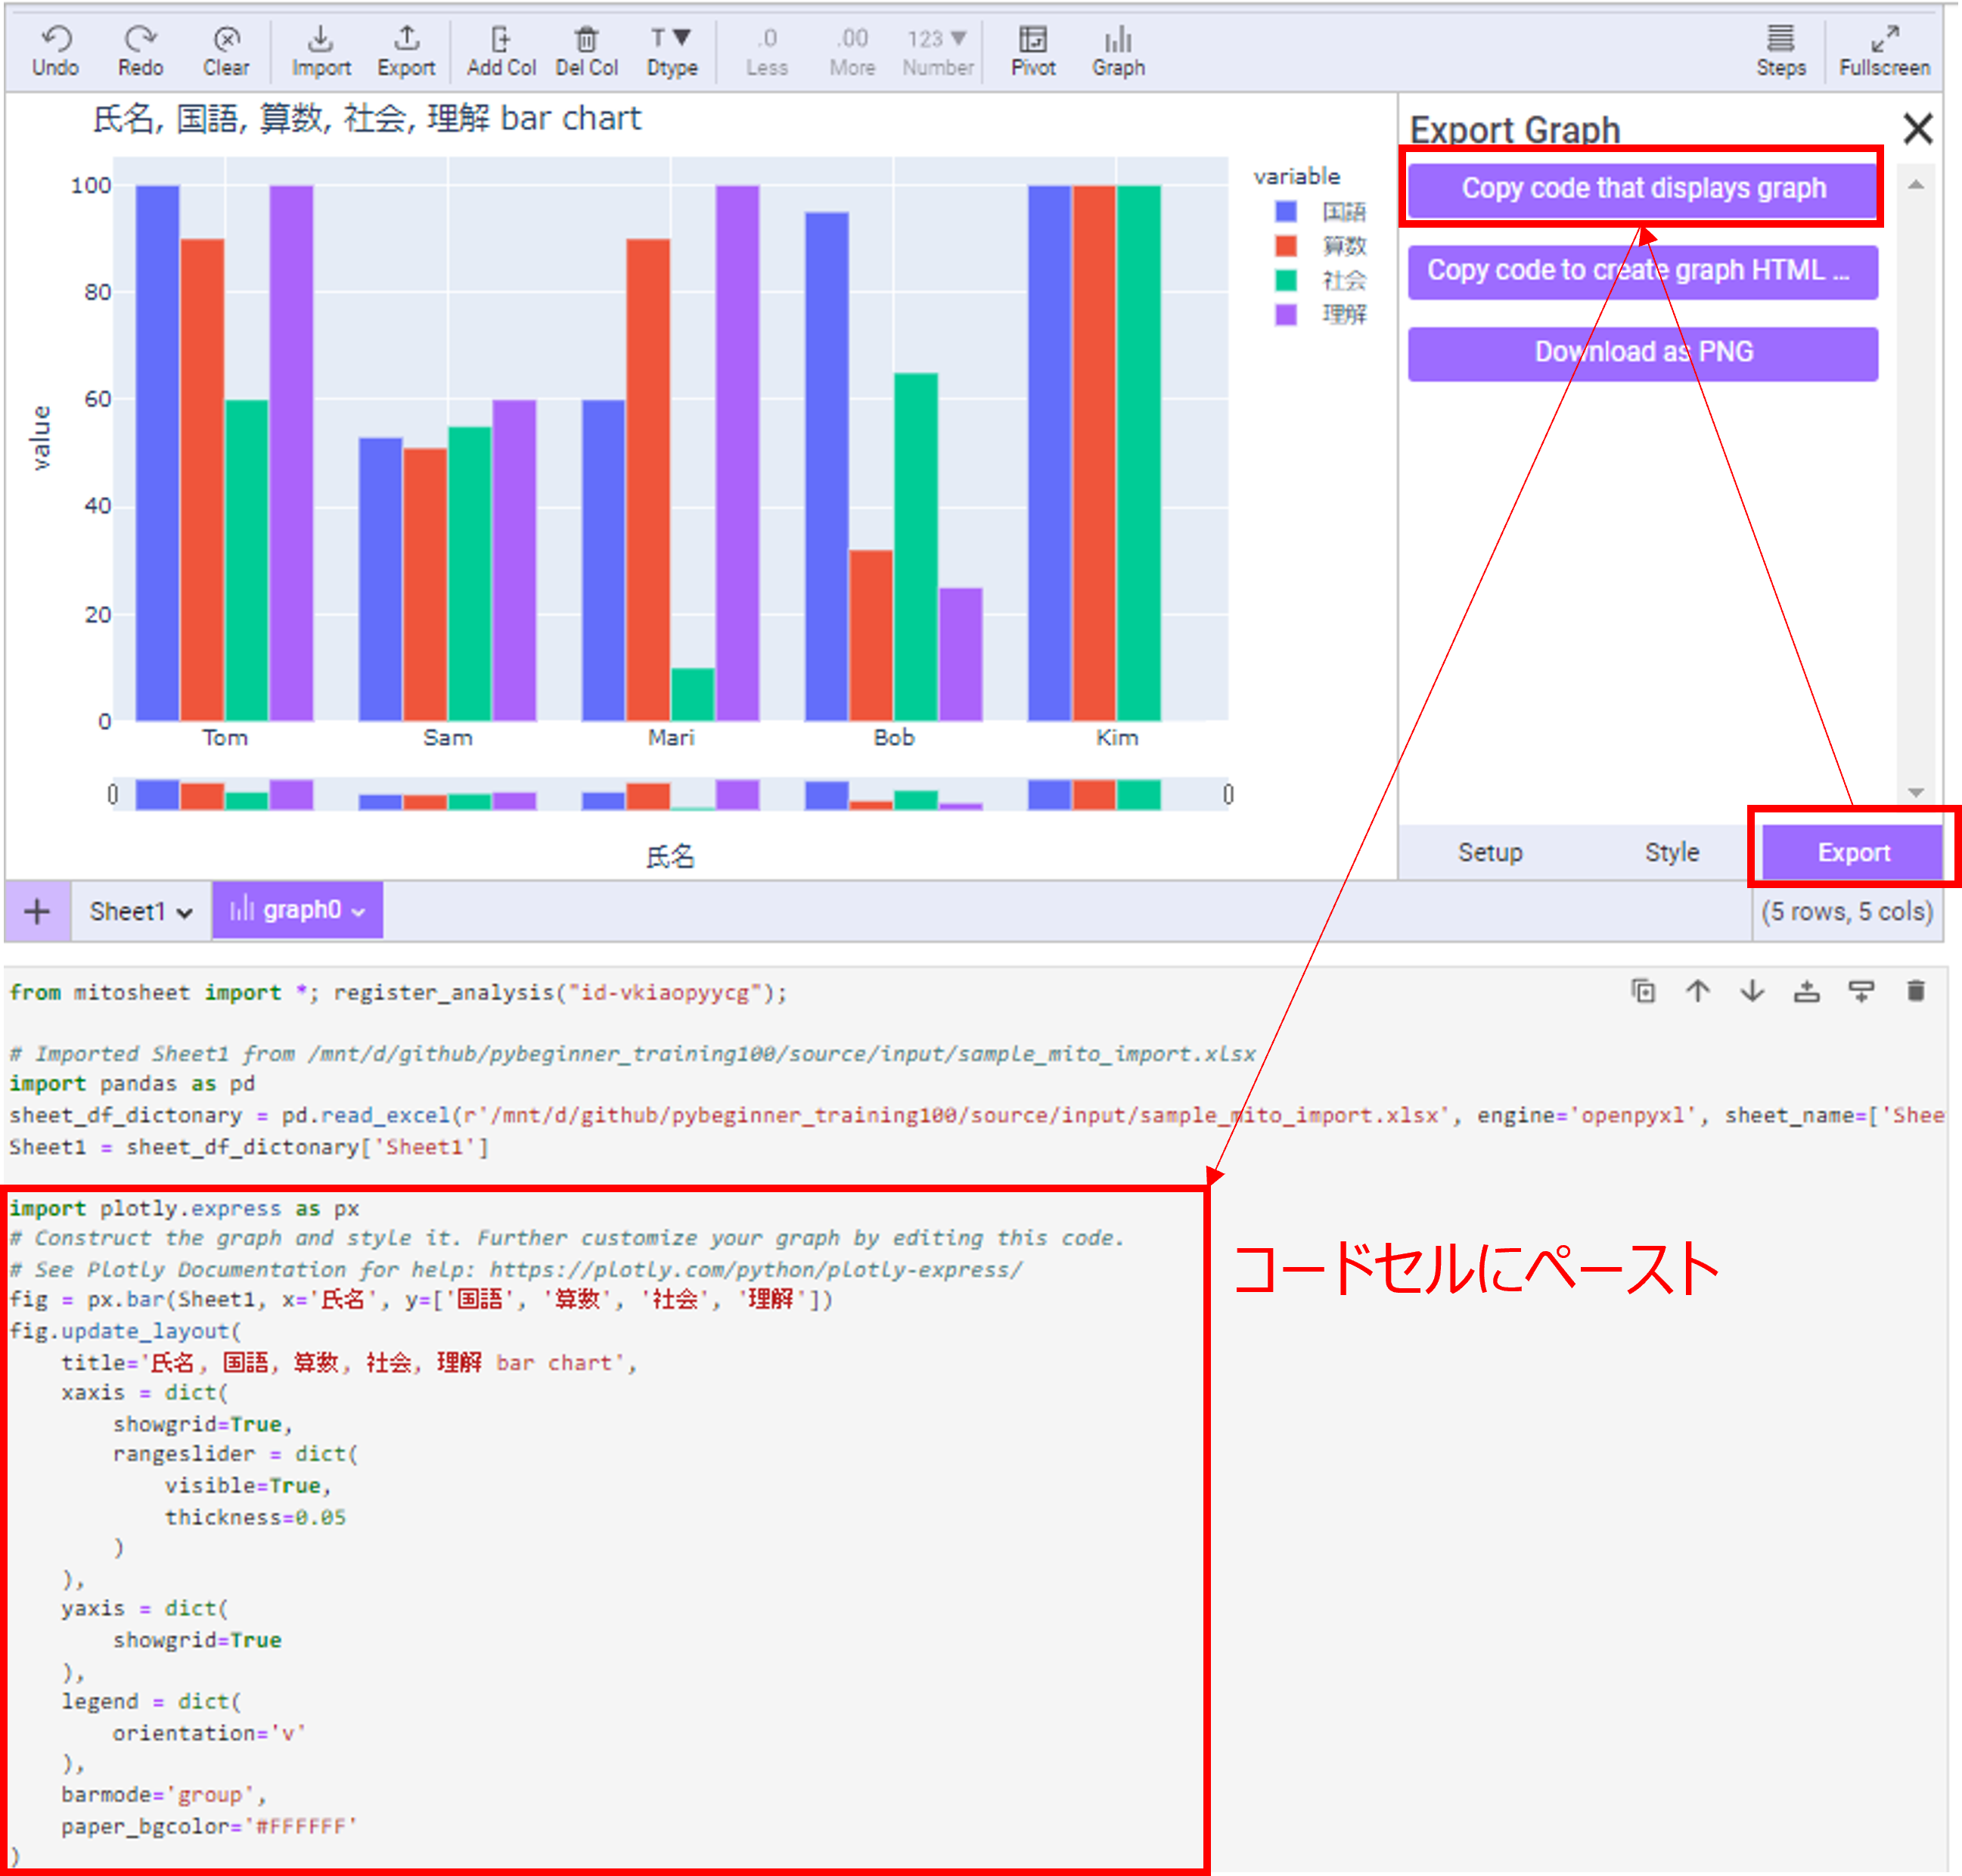 Undo Redo Clear Import Export Add Col Del Col T▼ Dtype .0 Less .00 More 123▼ Number Pivot Graph Steps Fullscreen
氏名, 国語, 算数, 社会, 理解 bar chart
Export Graph
Copy code that displays graph
Copy code to create graph HTML ...
Download as PNG
variable
国語
算数
社会
理解
value
100
80
60
40
20
0
Tom Sam Mari Bob Kim
氏名
Setup Style Export
+ Sheet1 graph0 (5 rows, 5 cols)
from mitosheet import *; register_analysis("id-vkiaopyycg");
# Imported Sheet1 from /mnt/d/github/pybeginner_training100/source/input/sample_mito_import.xlsx
import pandas as pd
sheet_df_dictonary = pd.read_excel(r'/mnt/d/github/pybeginner_training100/source/input/sample_mito_import.xlsx', engine='openpyxl', sheet_name=['Shee
Sheet1 = sheet_df_dictonary['Sheet1']
import plotly.express as px
# Construct the graph and style it. Further customize your graph by editing this code.
# See Plotly Documentation for help: https://plotly.com/python/plotly-express/
fig = px.bar(Sheet1, x='氏名', y=['国語', '算数', '社会', '理解'])
fig.update_layout(
    title='氏名, 国語, 算数, 社会, 理解 bar chart',
    xaxis = dict(
        showgrid=True,
        rangeslider = dict(
            visible=True,
            thickness=0.05
        )
    ),
    yaxis = dict(
        showgrid=True
    ),
    legend = dict(
        orientation='v'
    ),
    barmode='group',
    paper_bgcolor='#FFFFFF'
)
コードセルにペースト